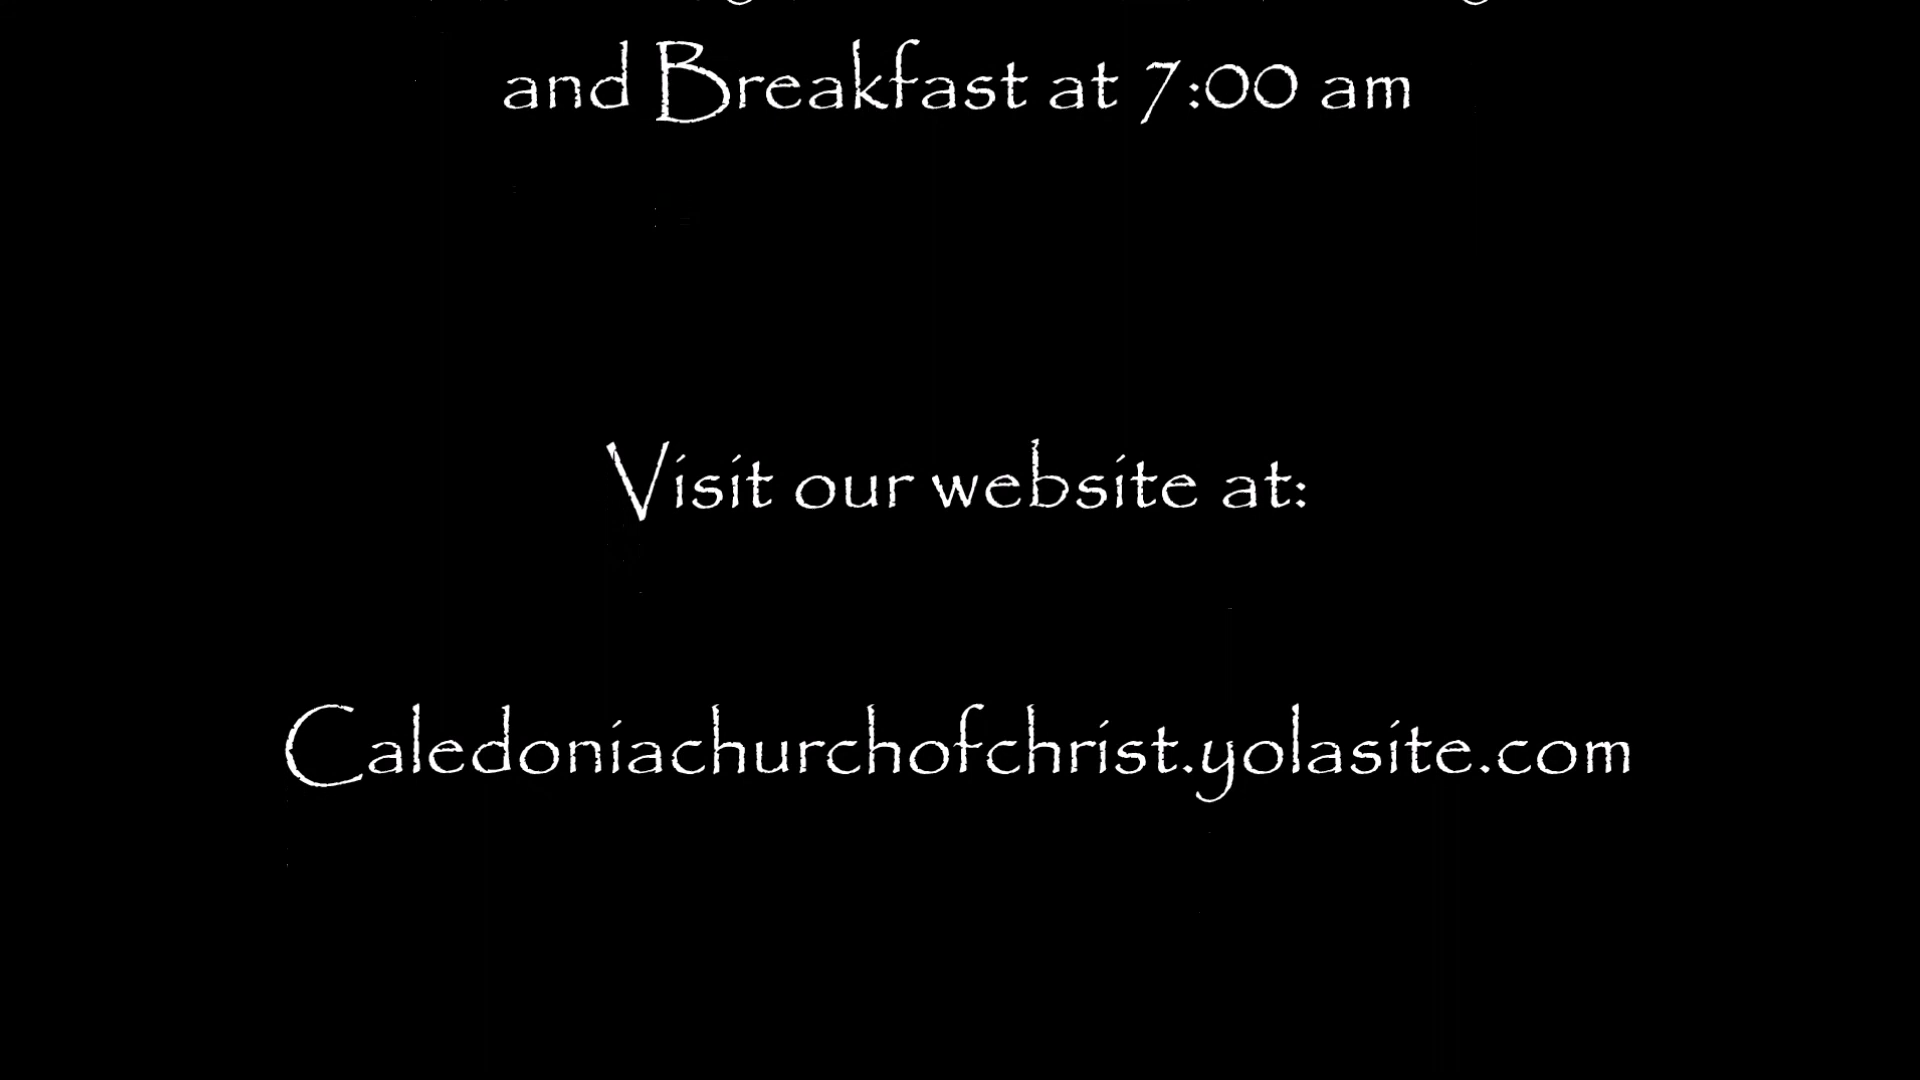 and Breakfast at 7:00 am
Visit our website at:
Caledoniachurchofchrist.yolasite.com